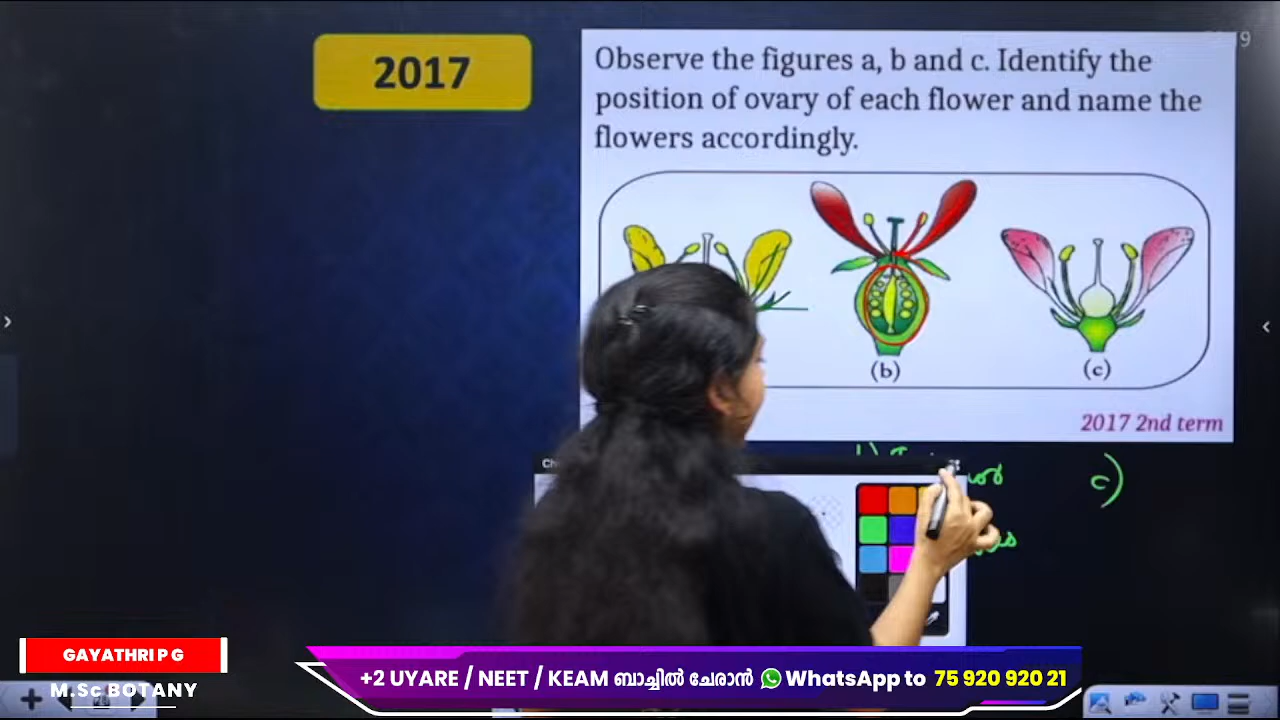 2017
Observe the figures a, b and c. Identify the
position of ovary of each flower and name the
flowers accordingly.
(b)
(c)
2017 2nd term
c)
GAYATHRI P G
M.Sc BOTANY
+2 UYARE / NEET / KEAM ബാച്ചിൽ ചേരാൻ WhatsApp to 75 920 920 21